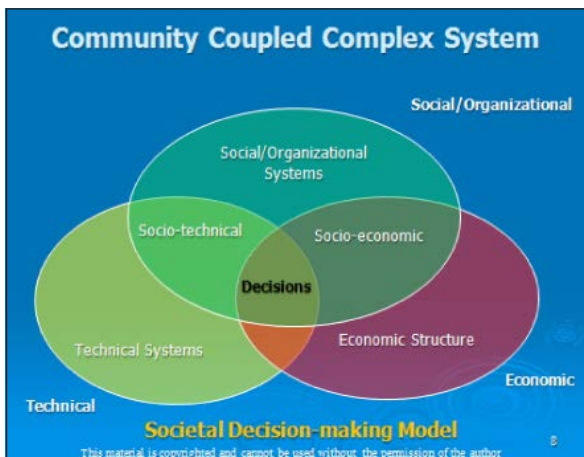 Community Coupled Complex System
Social/Organizational
Social/Organizational
Systems
Socio-technical
Socio-economic
Decisions
Technical Systems
Economic Structure
Economic
Technical
Societal Decision-making Model
8
This material is copyrighted and cannot be used without the permission of the author